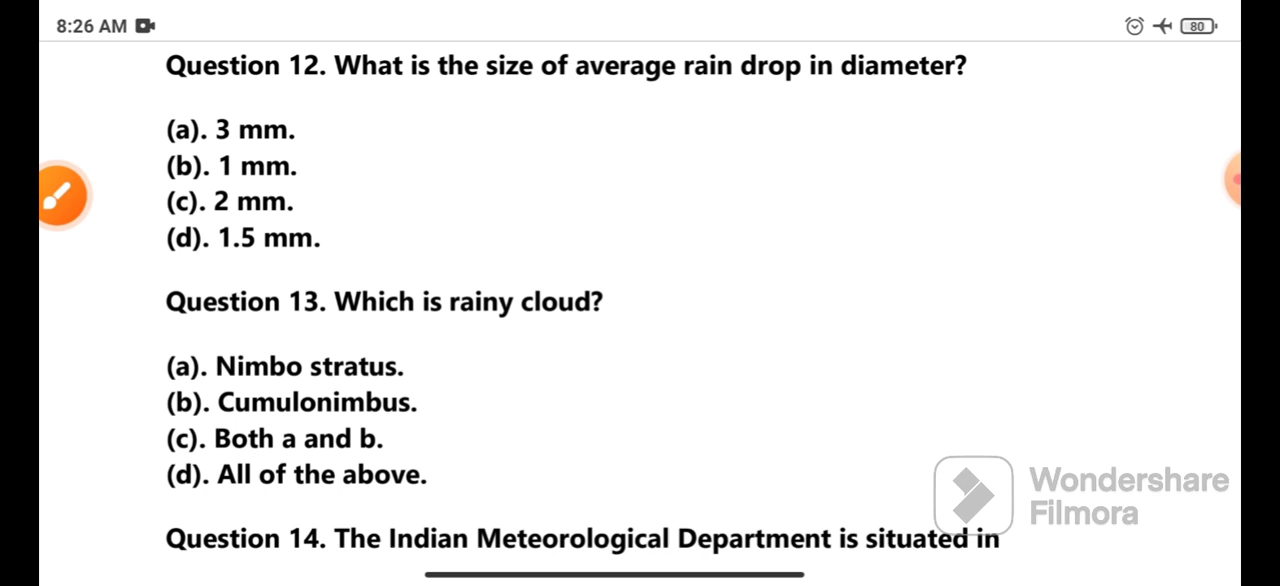 8:26 AM
80
Question 12. What is the size of average rain drop in diameter?
(a). 3 mm.
(b). 1 mm.
(c). 2 mm.
(d). 1.5 mm.
Question 13. Which is rainy cloud?
(a). Nimbo stratus.
(b). Cumulonimbus.
(c). Both a and b.
(d). All of the above.
Wondershare
Filmora
Question 14. The Indian Meteorological Department is situated in